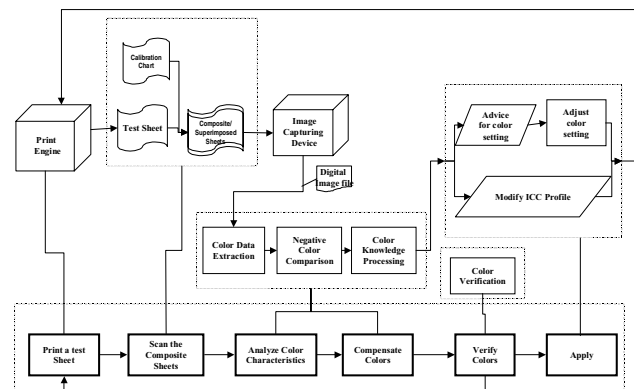 Calibration
Chart
Test Sheet
Composite/
Superimposed
Sheets
Print
Engine
Image
Capturing
Device
Digital
Image file
Advice
for color
setting
Adjust
color
setting
Modify ICC Profile
Color Data
Extraction
Negative
Color
Comparison
Color
Knowledge
Processing
Color
Verification
Print a test
Sheet
Scan the
Composite
Sheets
Analyze Color
Characteristics
Compensate
Colors
Verify
Colors
Apply